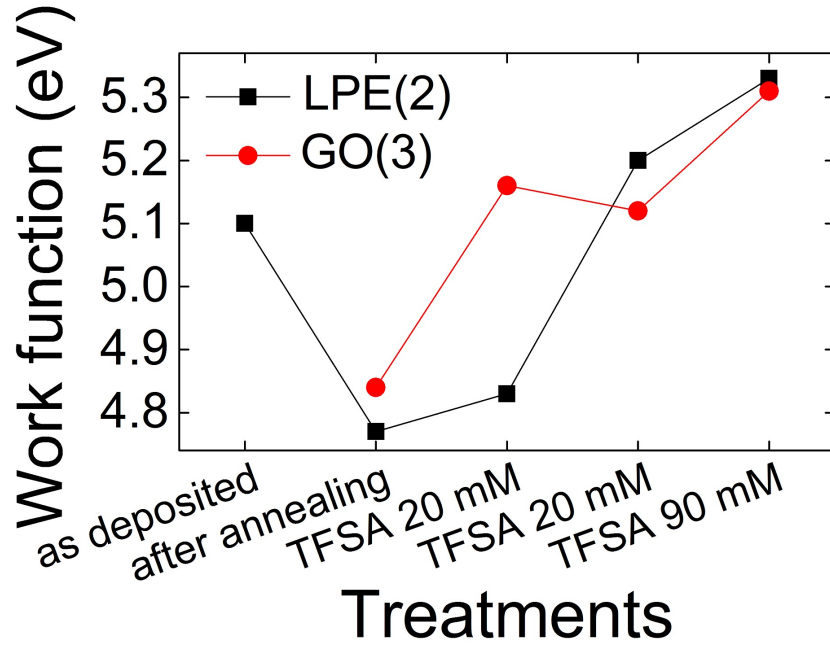 Work function (eV)
5.3
5.2
5.1
5.0
4.9
4.8
LPE(2)
GO(3)
as deposited
after annealing
TFSA 20 mM
TFSA 20 mM
TFSA 90 mM
Treatments